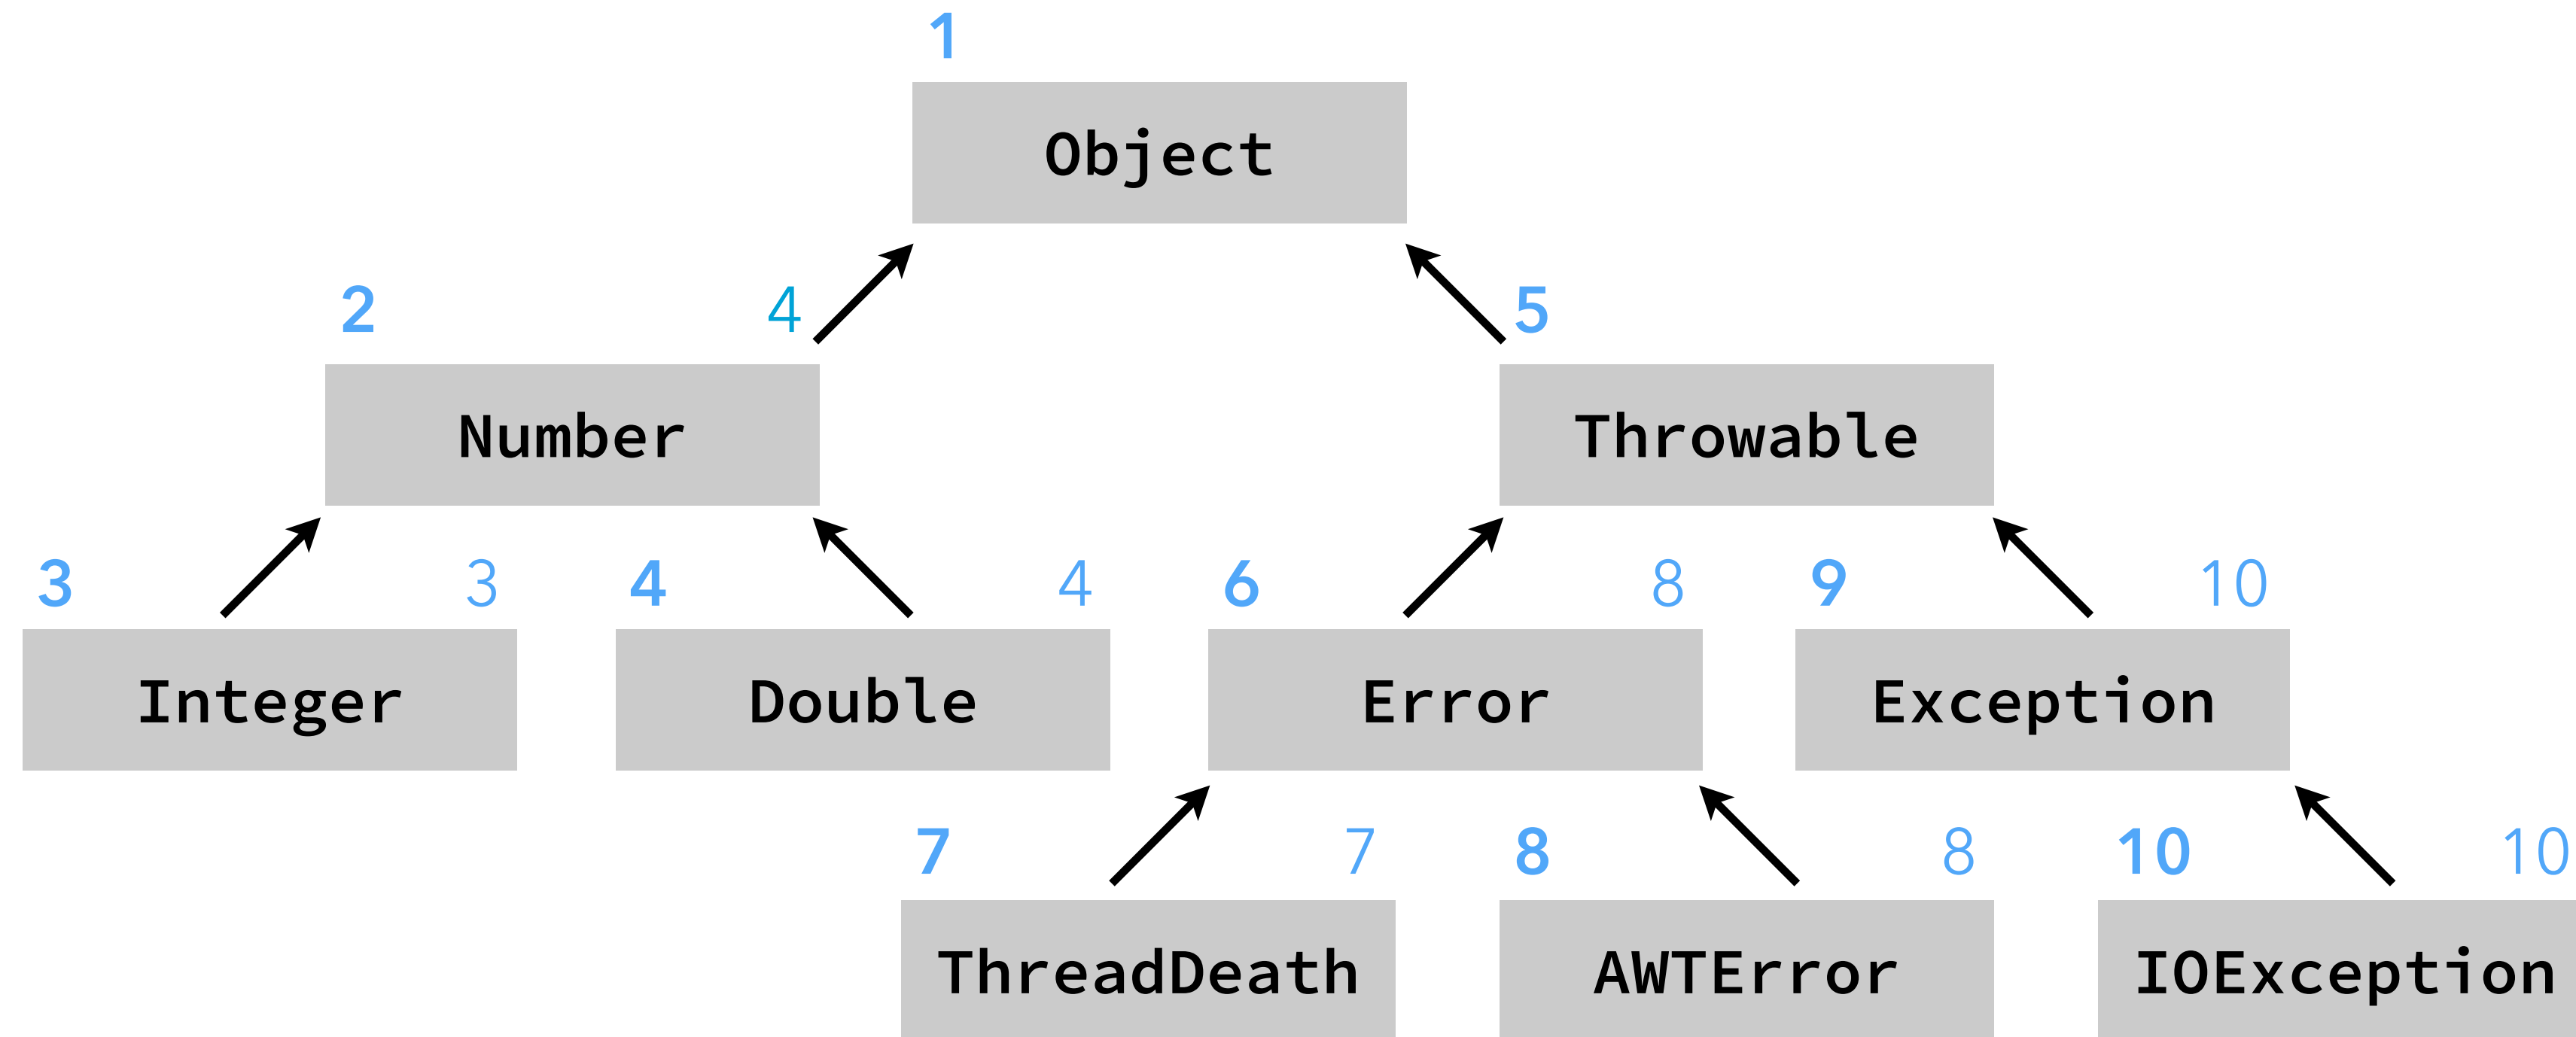 1
Object
2 4 5
Number Throwable
3 3 4 4 6 8 9 10
Integer Double Error Exception
7 7 8 8 10 10
ThreadDeath AWTError IOException